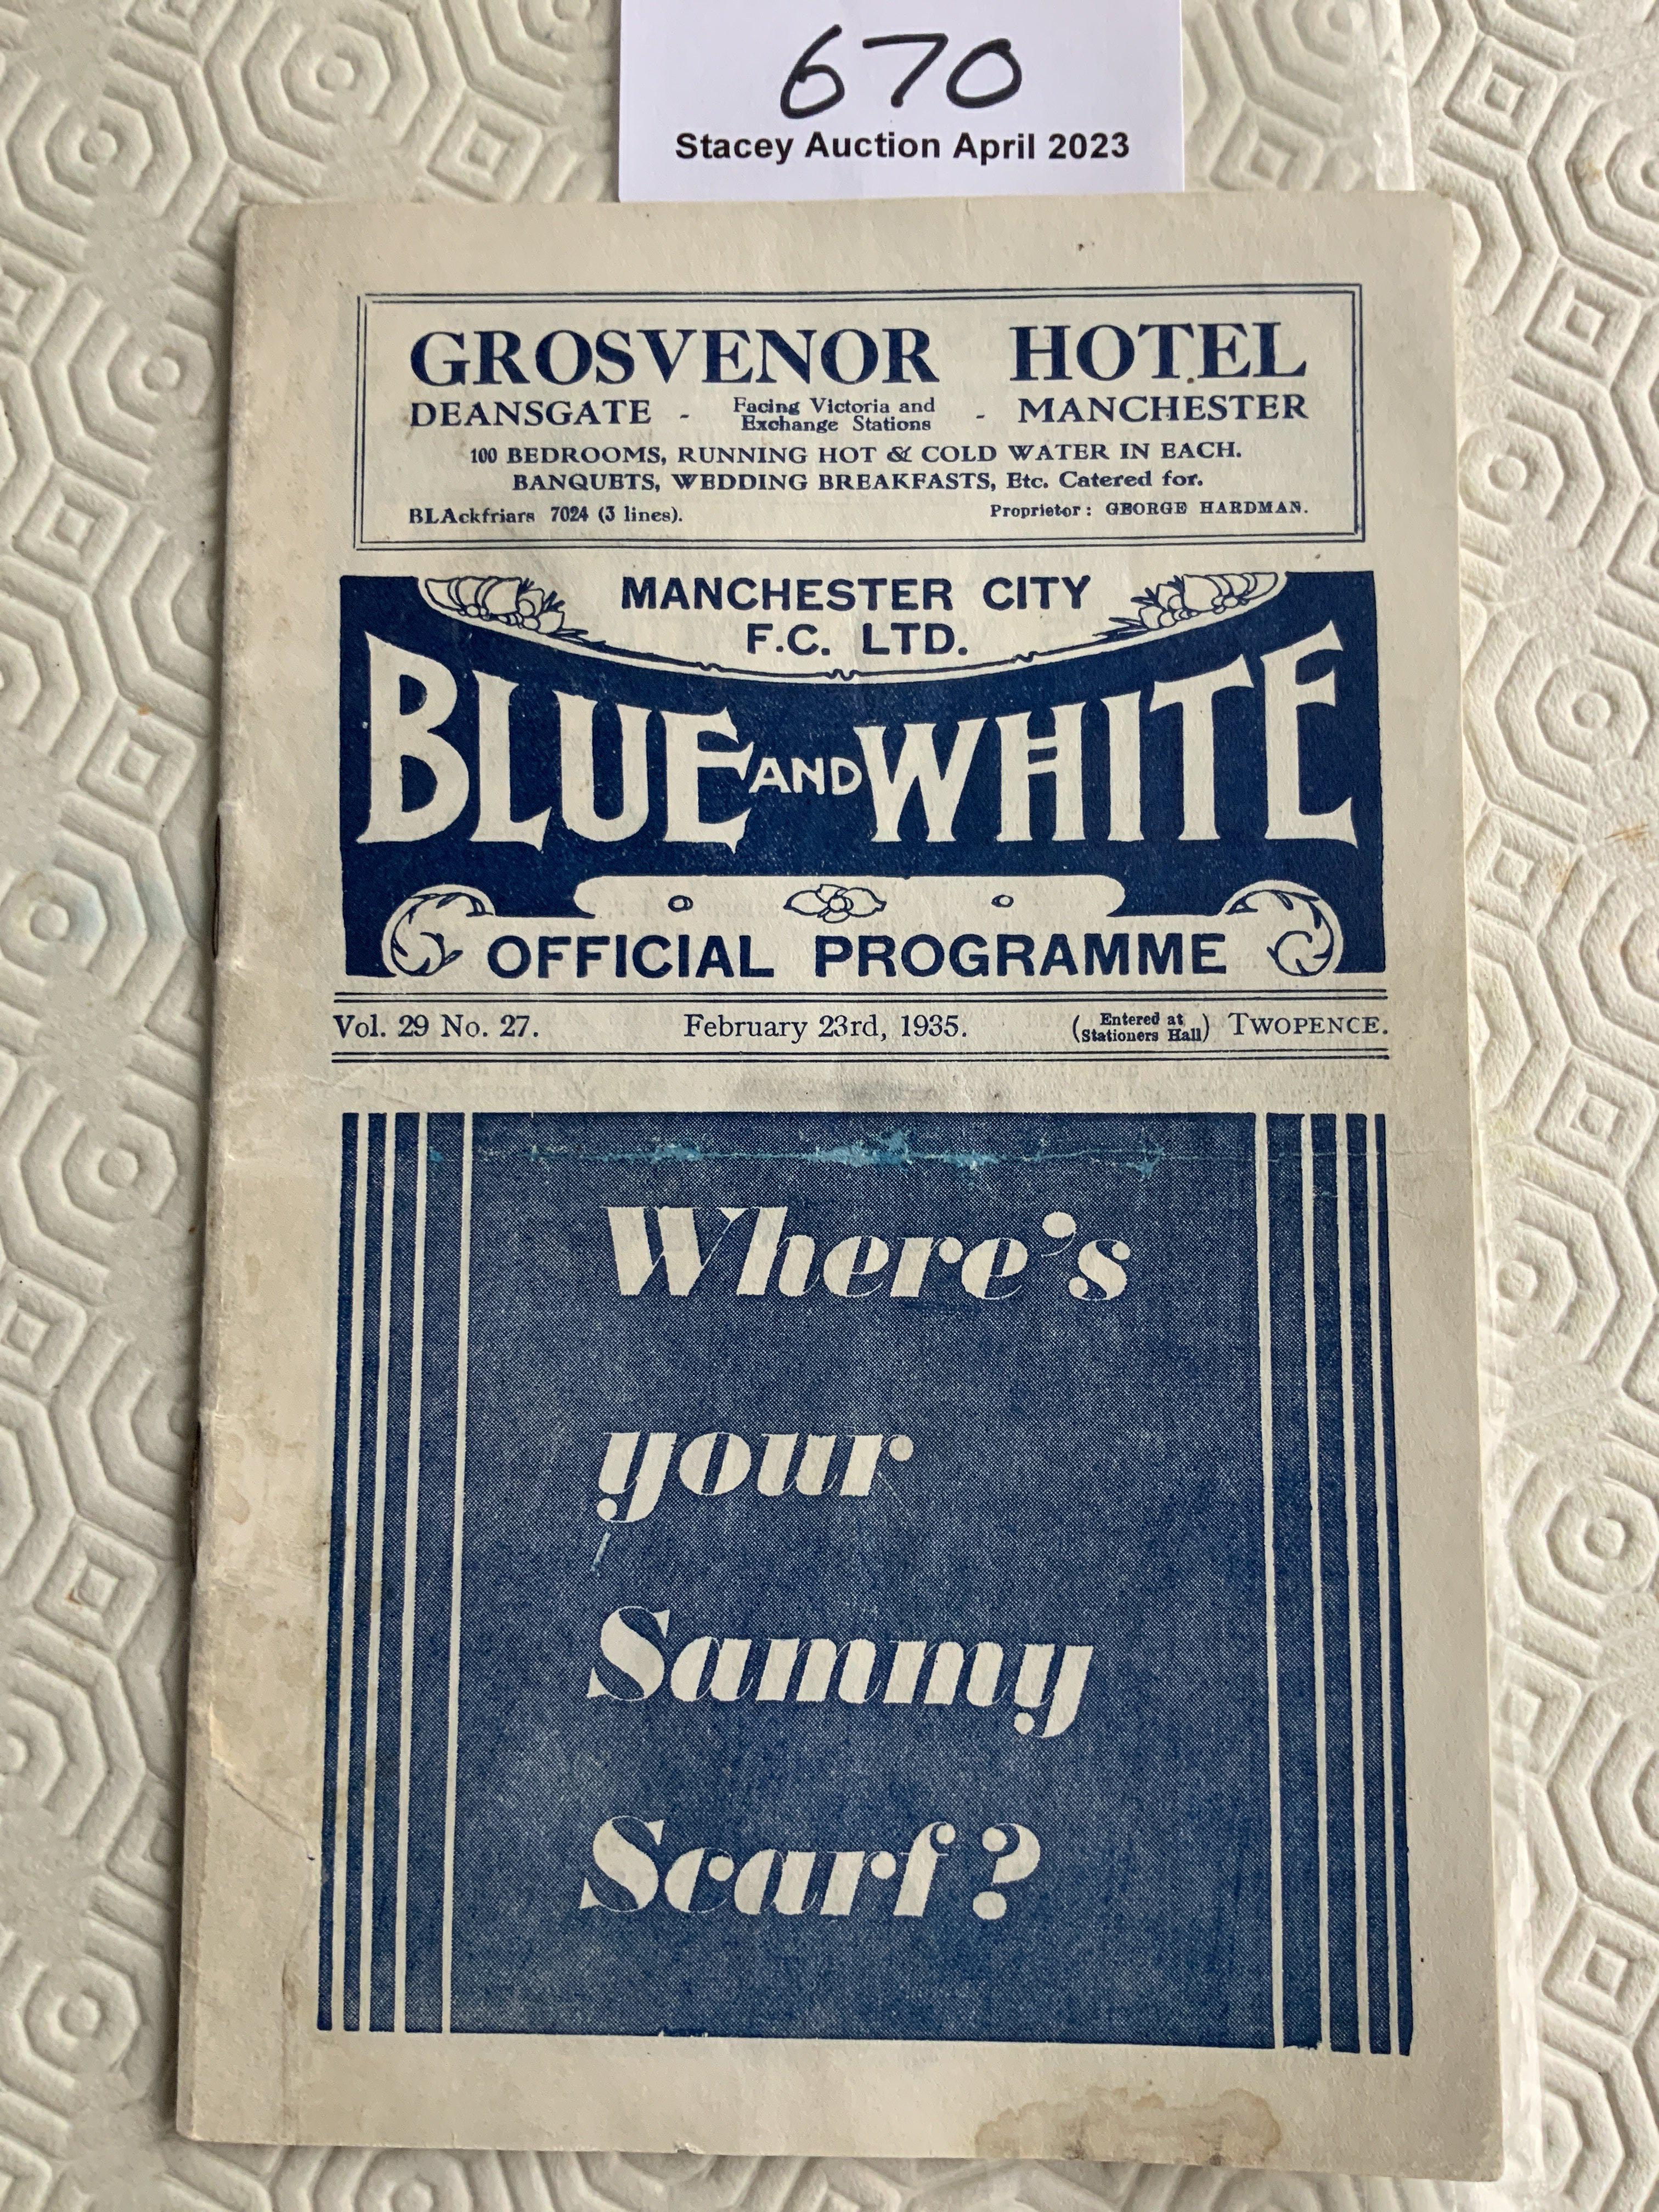 670
Stacey Auction April 2023
GROSVENOR HOTEL
DEANSGATE - Facing Victoria and Exchange Stations - MANCHESTER
100 BEDROOMS, RUNNING HOT & COLD WATER IN EACH.
BANQUETS, WEDDING BREAKFASTS, Etc. Catered for.
BLAckfriars 7024 (3 lines). Proprietor: GEORGE HARDMAN.
MANCHESTER CITY
F.C. LTD.
BLUE AND WHITE
OFFICIAL PROGRAMME
Vol. 29 No. 27. February 23rd, 1935. (Entered at Stationers Hall) TWOPENCE.
Where's
your
Sammy
Scarf?